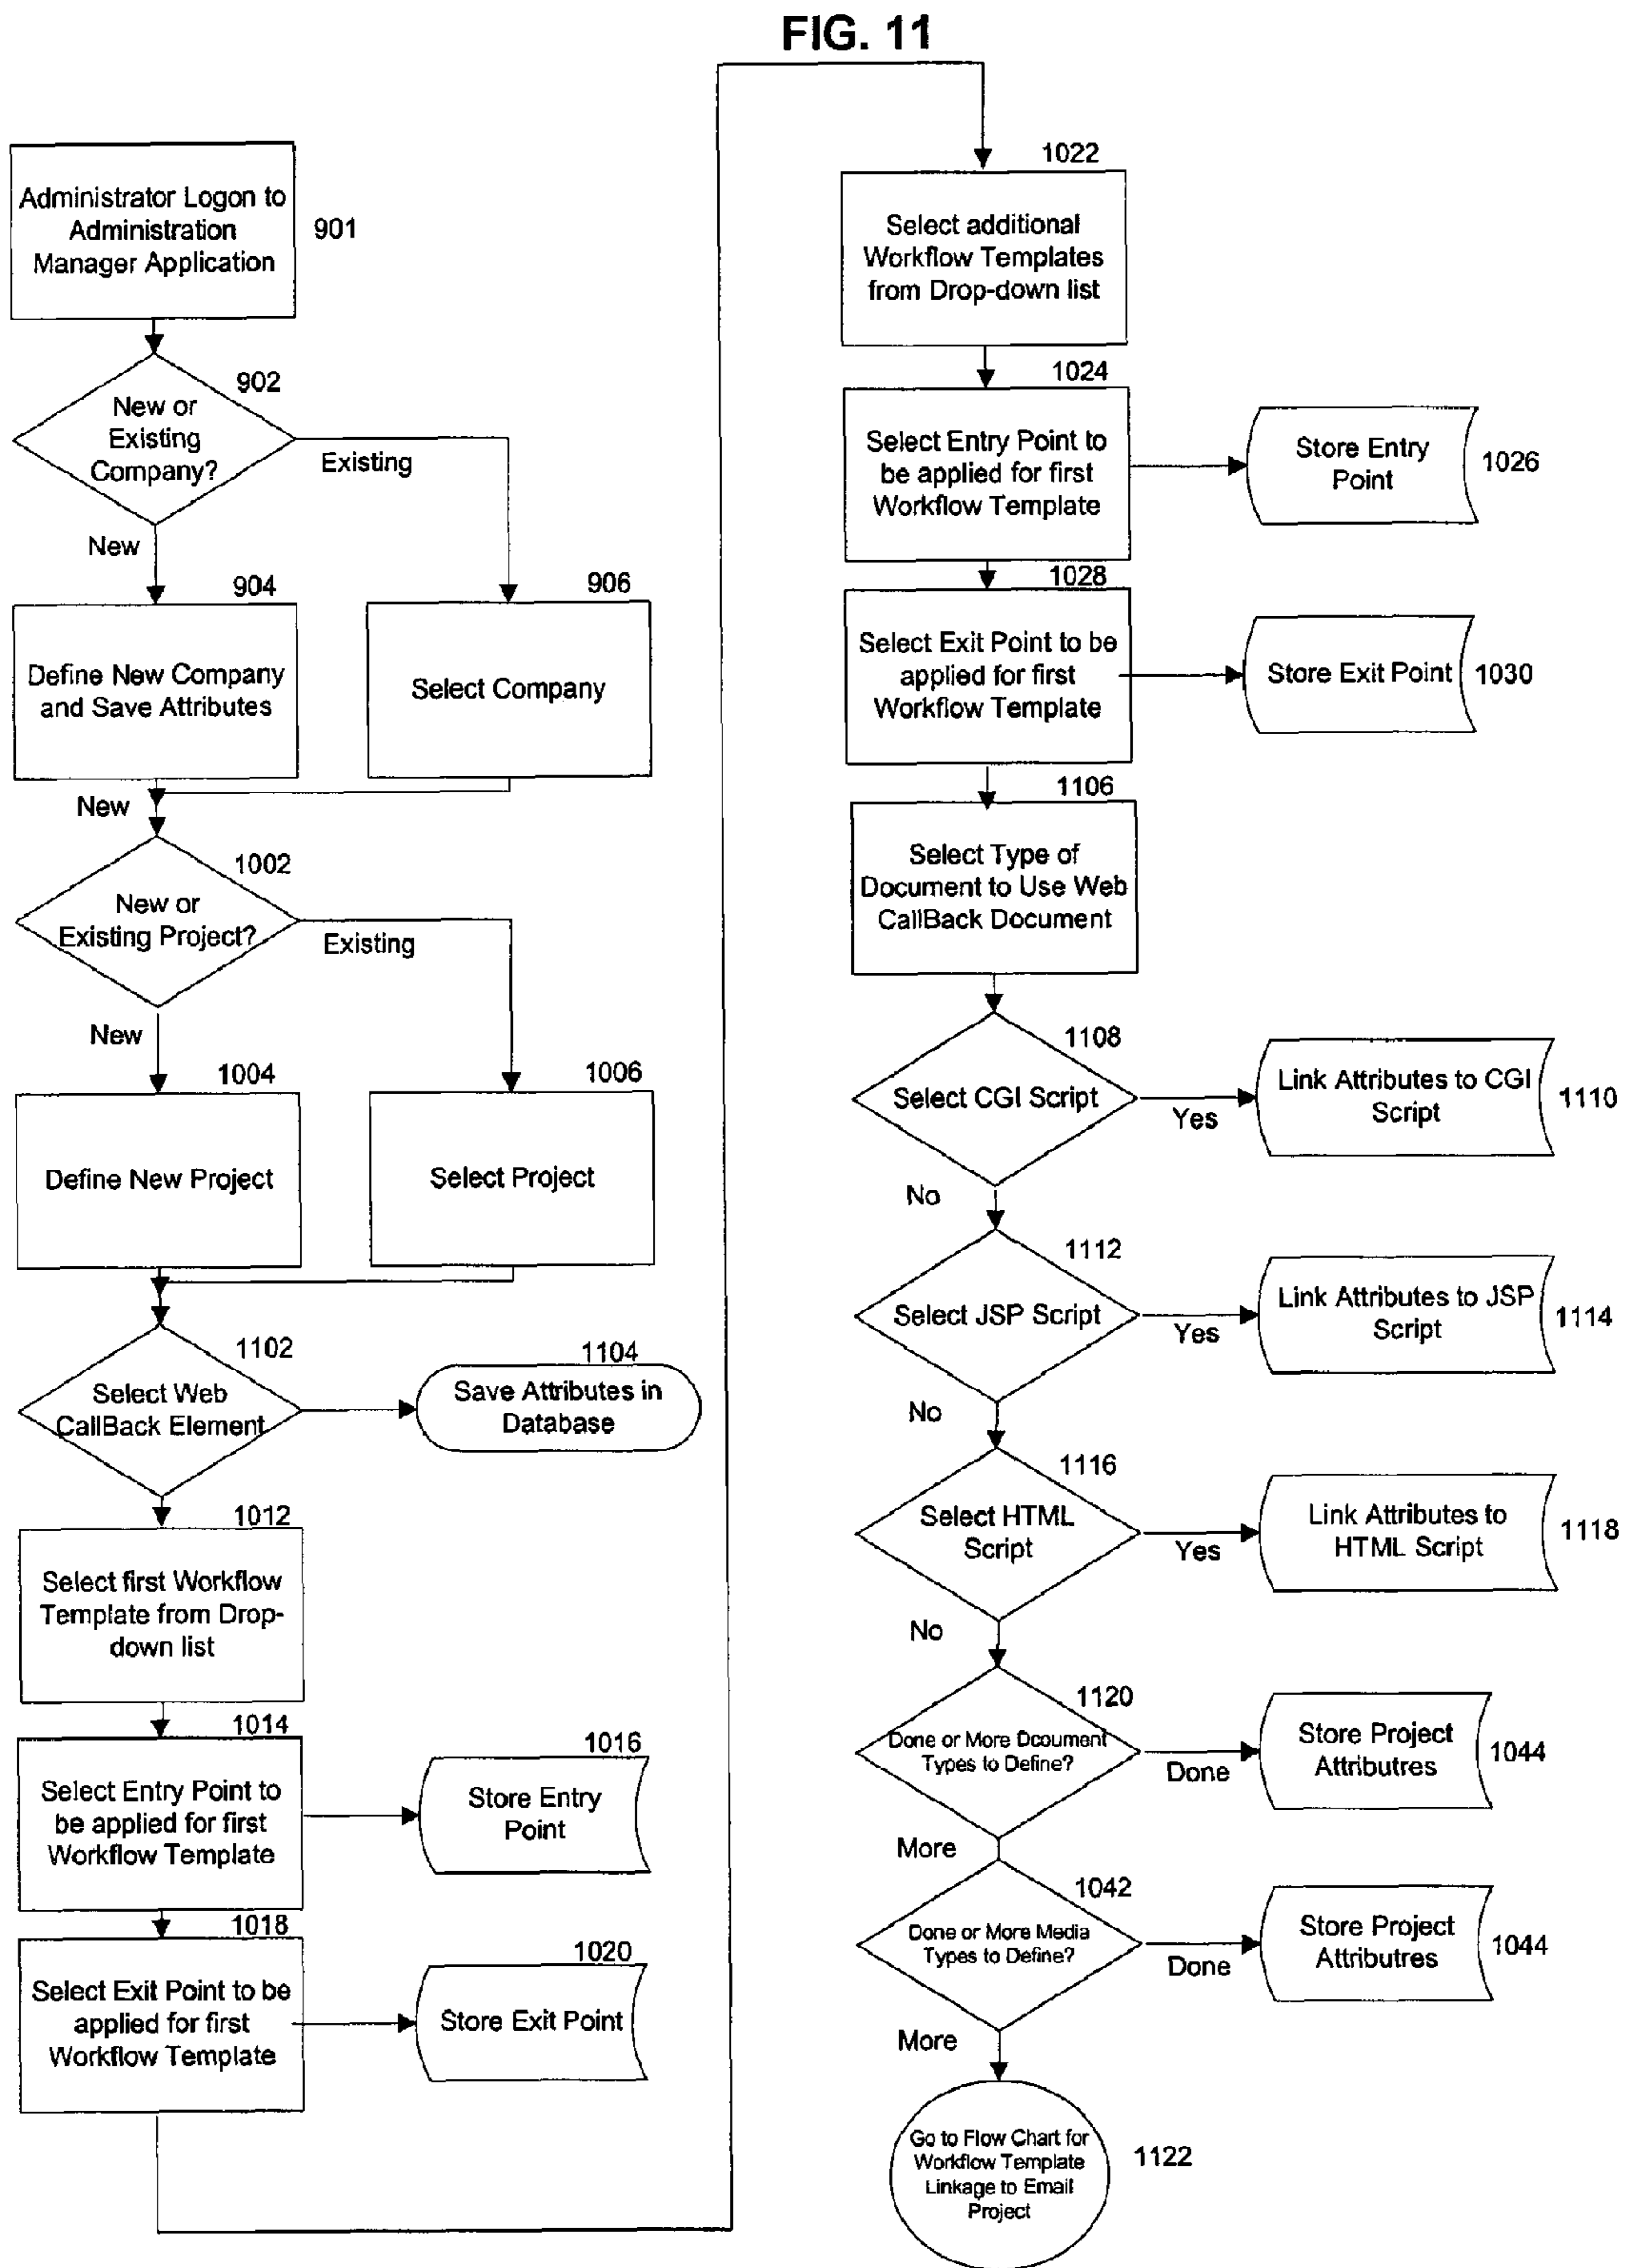 FIG. 11
Administrator Logon to
Administration
Manager Application
901
902
New or
Existing
Company?
Existing
New
904
Define New Company
and Save Attributes
906
Select Company
New
1002
New or
Existing Project?
Existing
New
1004
Define New Project
1006
Select Project
1102
Select Web
CallBack Element
1104
Save Attributes in
Database
1012
Select first Workflow
Template from Drop-
down list
1014
Select Entry Point to
be applied for first
Workflow Template
1016
Store Entry
Point
1018
Select Exit Point to be
applied for first
Workflow Template
1020
Store Exit Point
1022
Select additional
Workflow Templates
from Drop-down list
1024
Select Entry Point to
be applied for first
Workflow Template
Store Entry
Point
1026
1028
Select Exit Point to be
applied for first
Workflow Template
Store Exit Point
1030
1106
Select Type of
Document to Use Web
CallBack Document
1108
Select CGI Script
Yes
Link Attributes to CGI
Script
1110
No
1112
Select JSP Script
Yes
Link Attributes to JSP
Script
1114
No
1116
Select HTML
Script
Yes
Link Attributes to
HTML Script
1118
No
1120
Done or More Dcoument
Types to Define?
Done
Store Project
Attributres
1044
More
1042
Done or More Media
Types to Define?
Done
Store Project
Attributres
1044
More
Go to Flow Chart for
Workflow Template
Linkage to Email
Project
1122